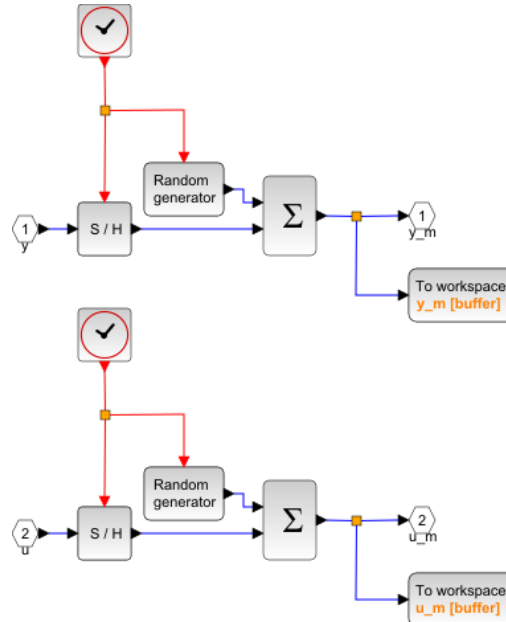 Random
generator
1
y
S / H
Σ
1
y_m
To workspace
y_m [buffer]
Random
generator
2
u
S / H
Σ
2
u_m
To workspace
u_m [buffer]